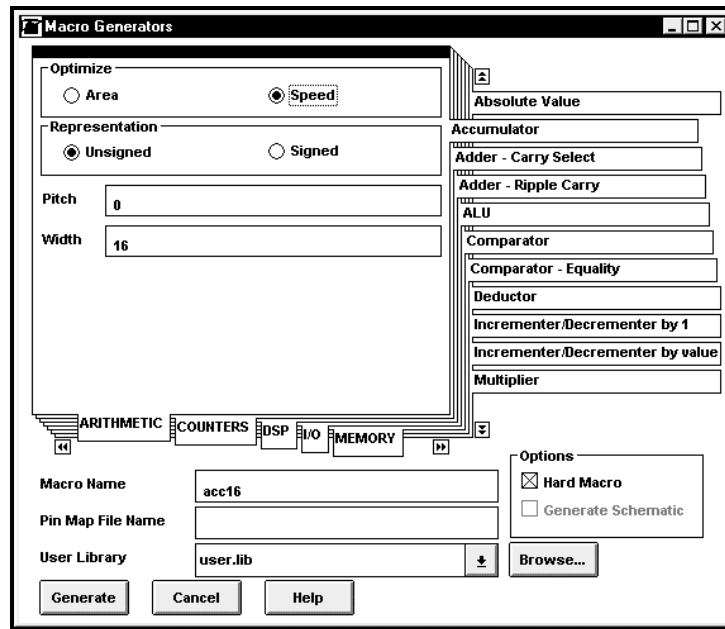 Macro Generators
Optimize
Area Speed
Representation
Unsigned Signed
Pitch 0
Width 16
Absolute Value
Accumulator
Adder - Carry Select
Adder - Ripple Carry
ALU
Comparator
Comparator - Equality
Deductor
Incrementer/Decrementer by 1
Incrementer/Decrementer by value
Multiplier
ARITHMETIC COUNTERS DSP I/O MEMORY
Macro Name acc16
Pin Map File Name
User Library user.lib
Browse...
Options
Hard Macro
Generate Schematic
Generate Cancel Help